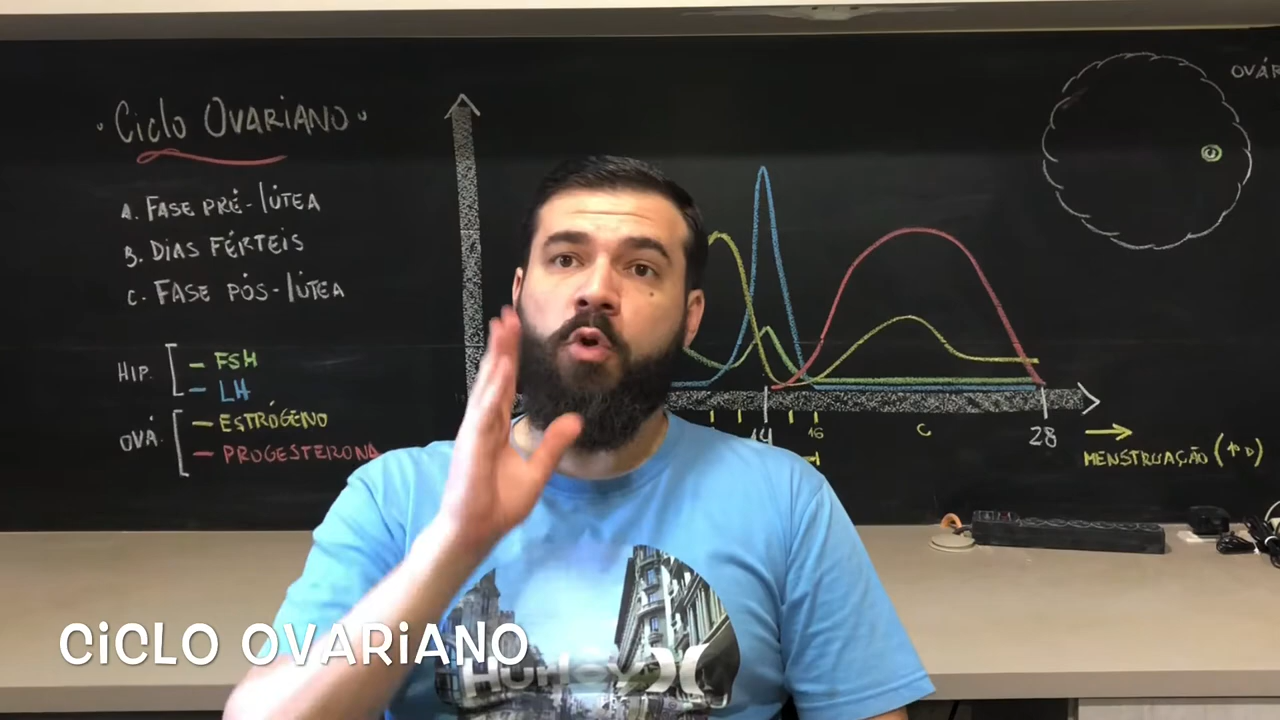 · Ciclo OVARIANO ·
A. FASE PRÉ-LÚTEA
B. DIAS FÉRTEIS
C. FASE PÓS-LÚTEA
HIP.
— FSH
— LH
OVÁ.
— ESTRÓGENO
— PROGESTERONA
14
16
C
28
MENSTRUAÇÃO (↑D)
CICLO OVARIANO